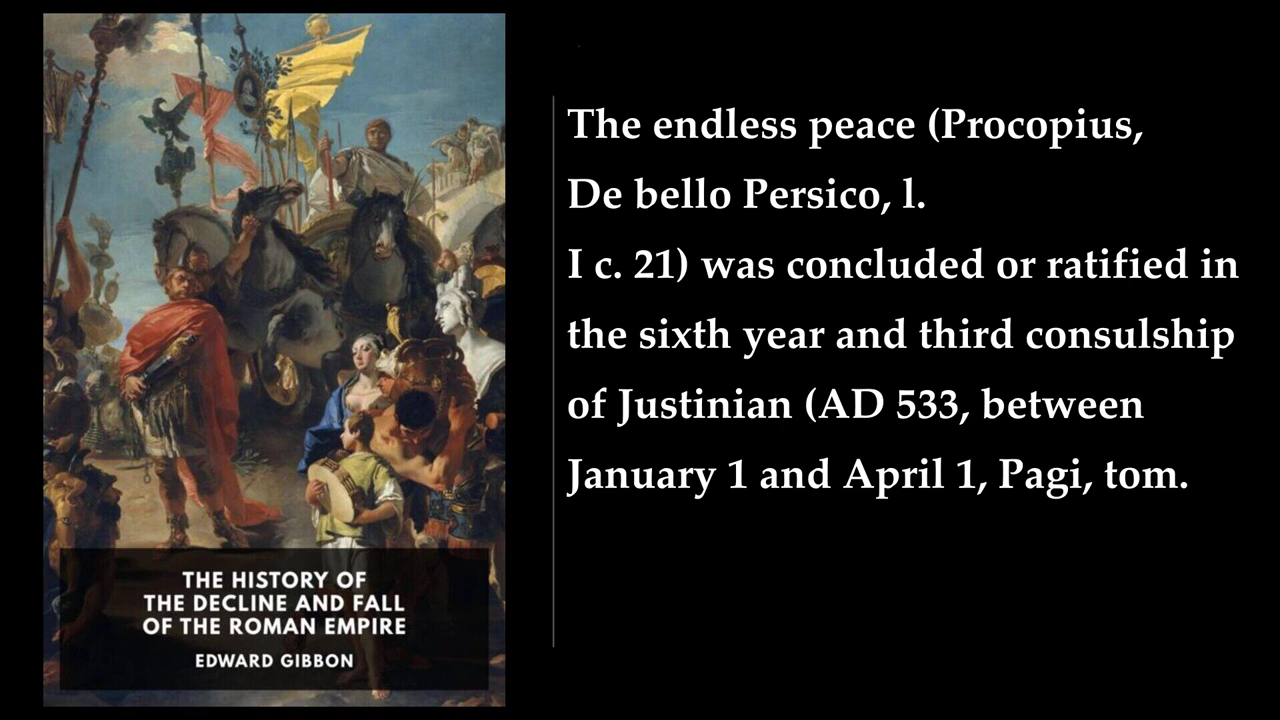 The endless peace (Procopius,
De bello Persico, l.
I c. 21) was concluded or ratified in
the sixth year and third consulship
of Justinian (AD 533, between
January 1 and April 1, Pagi, tom.
THE HISTORY OF
THE DECLINE AND FALL
OF THE ROMAN EMPIRE
EDWARD GIBBON